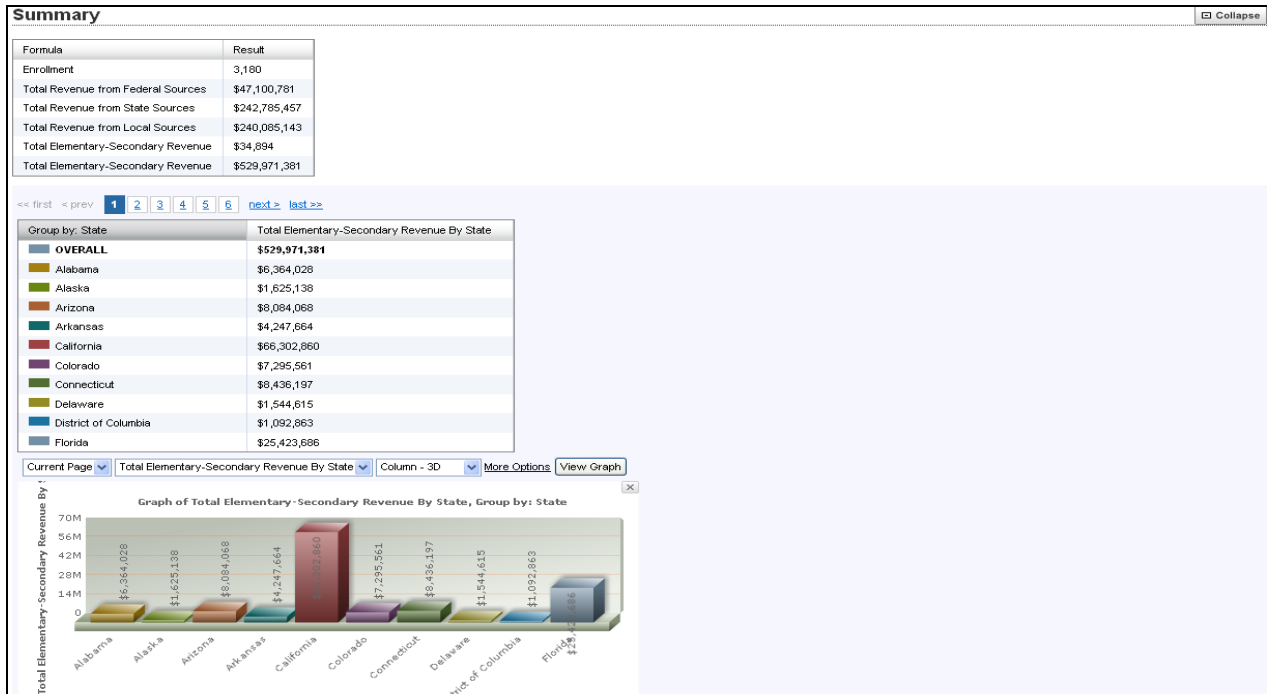 Summary
Collapse
Formula Result
Enrollment 3,180
Total Revenue from Federal Sources $47,100,781
Total Revenue from State Sources $242,785,457
Total Revenue from Local Sources $240,085,143
Total Elementary-Secondary Revenue $34,894
Total Elementary-Secondary Revenue $529,971,381
<< first < prev 1 2 3 4 5 6 next > last >>
Group by: State Total Elementary-Secondary Revenue By State
OVERALL $529,971,381
Alabama $6,364,028
Alaska $1,625,138
Arizona $8,084,068
Arkansas $4,247,664
California $66,302,860
Colorado $7,295,561
Connecticut $8,436,197
Delaware $1,544,615
District of Columbia $1,092,863
Florida $25,423,686
Current Page Total Elementary-Secondary Revenue By State Column - 3D More Options View Graph
Graph of Total Elementary-Secondary Revenue By State, Group by: State
Total Elementary-Secondary Revenue By
70M
56M
42M
28M
14M
0
$6,364,028
$1,625,138
$8,084,068
$4,247,664
$7,295,561
$8,436,197
$1,544,615
$1,092,863
Alabama
Alaska
Arizona
Arkansas
California
Colorado
Connecticut
Delaware
of Columbia
Florida